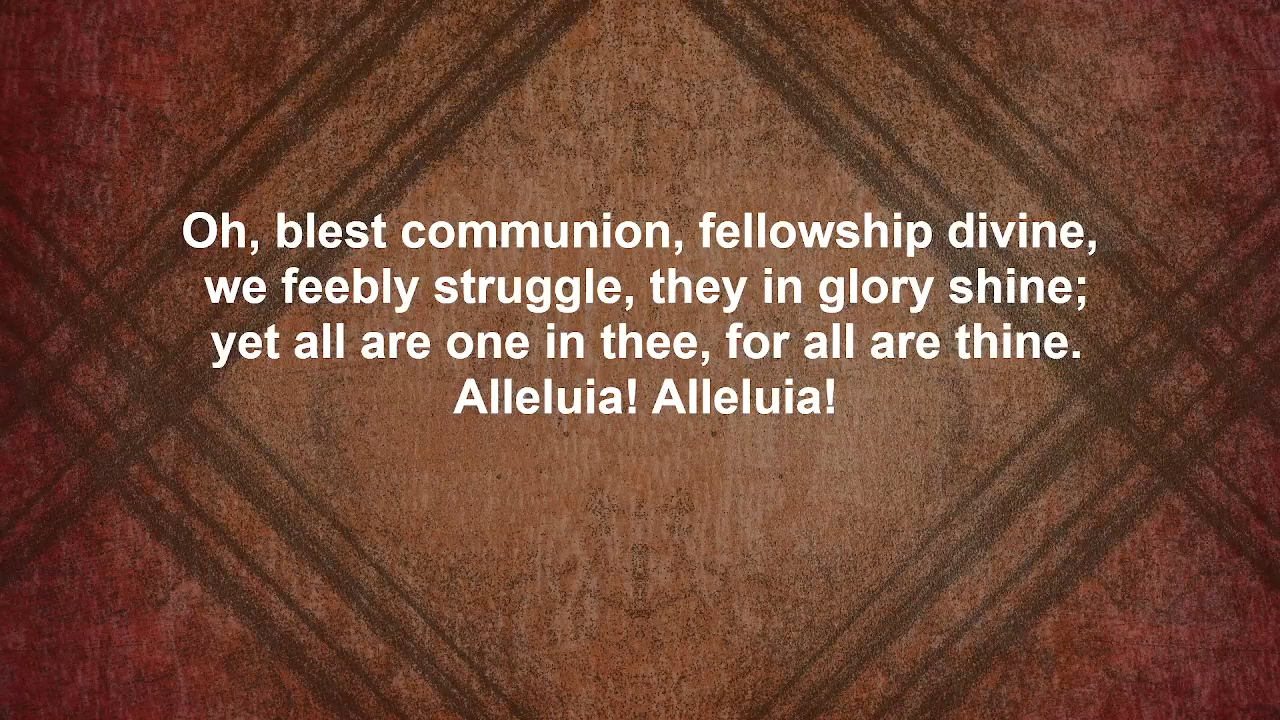 Oh, blest communion, fellowship divine,
we feebly struggle, they in glory shine;
yet all are one in thee, for all are thine.
Alleluia! Alleluia!